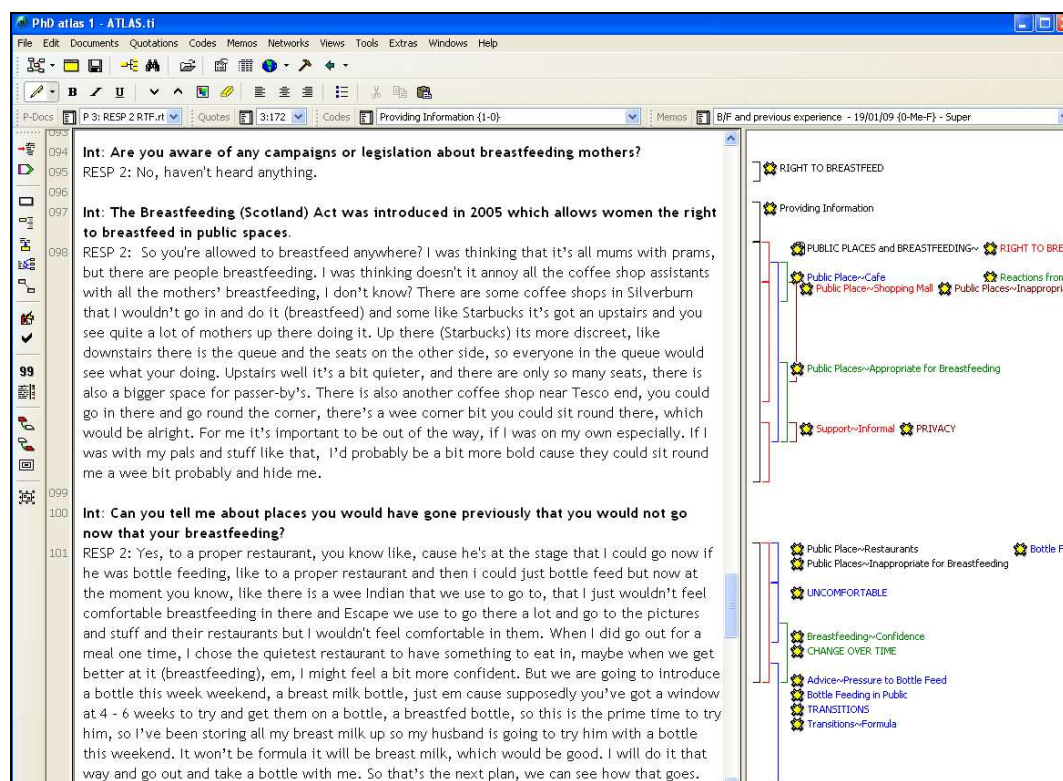 PhD atlas 1 - ATLAS.ti
File Edit Documents Quotations Codes Memos Networks Views Tools Extras Windows Help
B I U
P-Docs P 3: RESP 2 RTF.rt Quotes 3:172 Codes Providing Information {1-0} Memos B/F and previous experience - 19/01/09 {0-Me-F} - Super
093
094 Int: Are you aware of any campaigns or legislation about breastfeeding mothers?
095 RESP 2: No, haven't heard anything.
096
097 Int: The Breastfeeding (Scotland) Act was introduced in 2005 which allows women the right
to breastfeed in public spaces.
098 RESP 2: So you're allowed to breastfeed anywhere? I was thinking that it's all mums with prams,
but there are people breastfeeding. I was thinking doesn't it annoy all the coffee shop assistants
with all the mothers' breastfeeding, I don't know? There are some coffee shops in Silverburn
that I wouldn't go in and do it (breastfeed) and some like Starbucks it's got an upstairs and you
see quite a lot of mothers up there doing it. Up there (Starbucks) its more discreet, like
downstairs there is the queue and the seats on the other side, so everyone in the queue would
see what your doing. Upstairs well it's a bit quieter, and there are only so many seats, there is
also a bigger space for passer-by's. There is also another coffee shop near Tesco end, you could
go in there and go round the corner, there's a wee corner bit you could sit round there, which
would be alright. For me it's important to be out of the way, if I was on my own especially. If I
was with my pals and stuff like that, I'd probably be a bit more bold cause they could sit round
me a wee bit probably and hide me.
099
100 Int: Can you tell me about places you would have gone previously that you would not go
now that your breastfeeding?
101 RESP 2: Yes, to a proper restaurant, you know like, cause he's at the stage that I could go now if
he was bottle feeding, like to a proper restaurant and then i could just bottle feed but now at
the moment you know, like there is a wee Indian that we use to go to, that I just wouldn't feel
comfortable breastfeeding in there and Escape we use to go there a lot and go to the pictures
and stuff and their restaurants but I wouldn't feel comfortable in them. When I did go out for a
meal one time, I chose the quietest restaurant to have something to eat in, maybe when we get
better at it (breastfeeding), em, I might feel a bit more confident. But we are going to introduce
a bottle this week weekend, a breast milk bottle, just em cause supposedly you've got a window
at 4 - 6 weeks to try and get them on a bottle, a breastfed bottle, so this is the prime time to try
him, so I've been storing all my breast milk up so my husband is going to try him with a bottle
this weekend. It won't be formula it will be breast milk, which would be good. I will do it that
way and go out and take a bottle with me. So that's the next plan, we can see how that goes.
99
RIGHT TO BREASTFEED
Providing Information
PUBLIC PLACES and BREASTFEEDING~ RIGHT TO BRE
Public Place~Cafe Reactions from
Public Place~Shopping Mall Public Places~Inappropria
Public Places~Appropriate for Breastfeeding
Support~Informal PRIVACY
Public Place~Restaurants Bottle F
Public Places~Inappropriate for Breastfeeding
UNCOMFORTABLE
Breastfeeding~Confidence
CHANGE OVER TIME
Advice~Pressure to Bottle Feed
Bottle Feeding in Public
TRANSITIONS
Transitions~Formula